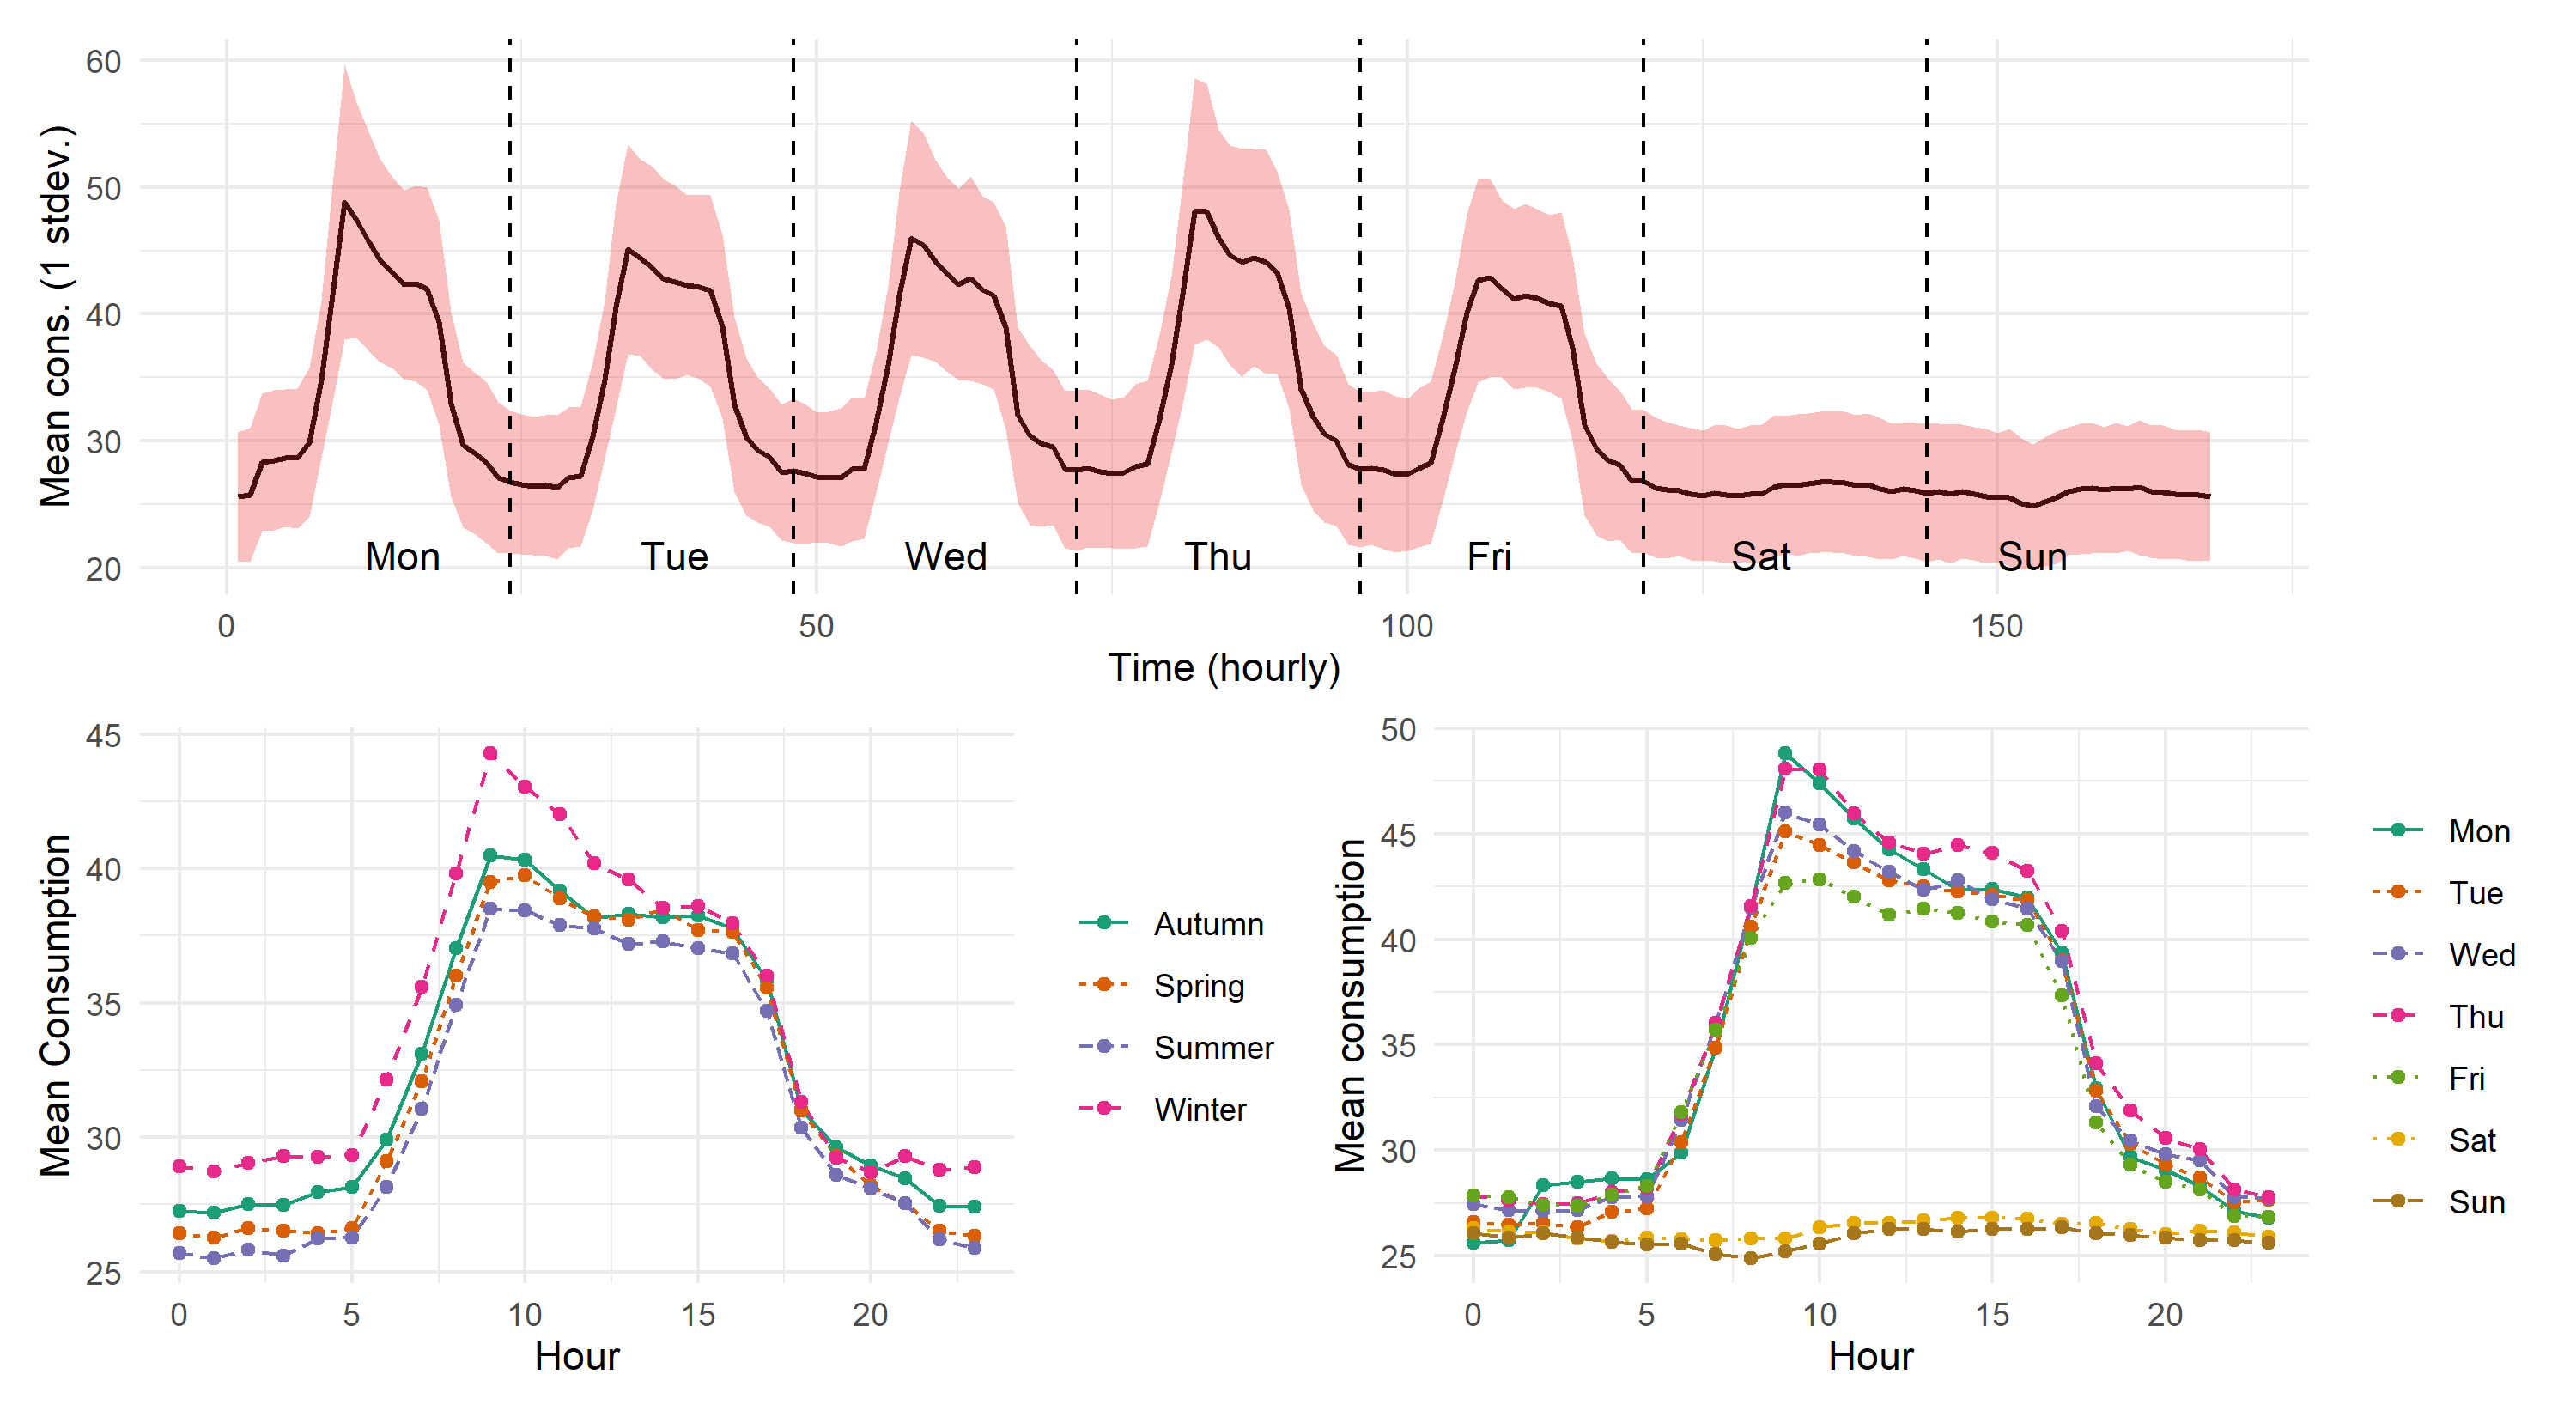 Mean cons. (1 stdev.)
60
50
40
30
20
Mon Tue Wed Thu Fri Sat Sun
0 50 100 150
Time (hourly)
Mean Consumption
45
40
35
30
25
0 5 10 15 20
Hour
Autumn
Spring
Summer
Winter
Mean consumption
50
45
40
35
30
25
0 5 10 15 20
Hour
Mon
Tue
Wed
Thu
Fri
Sat
Sun